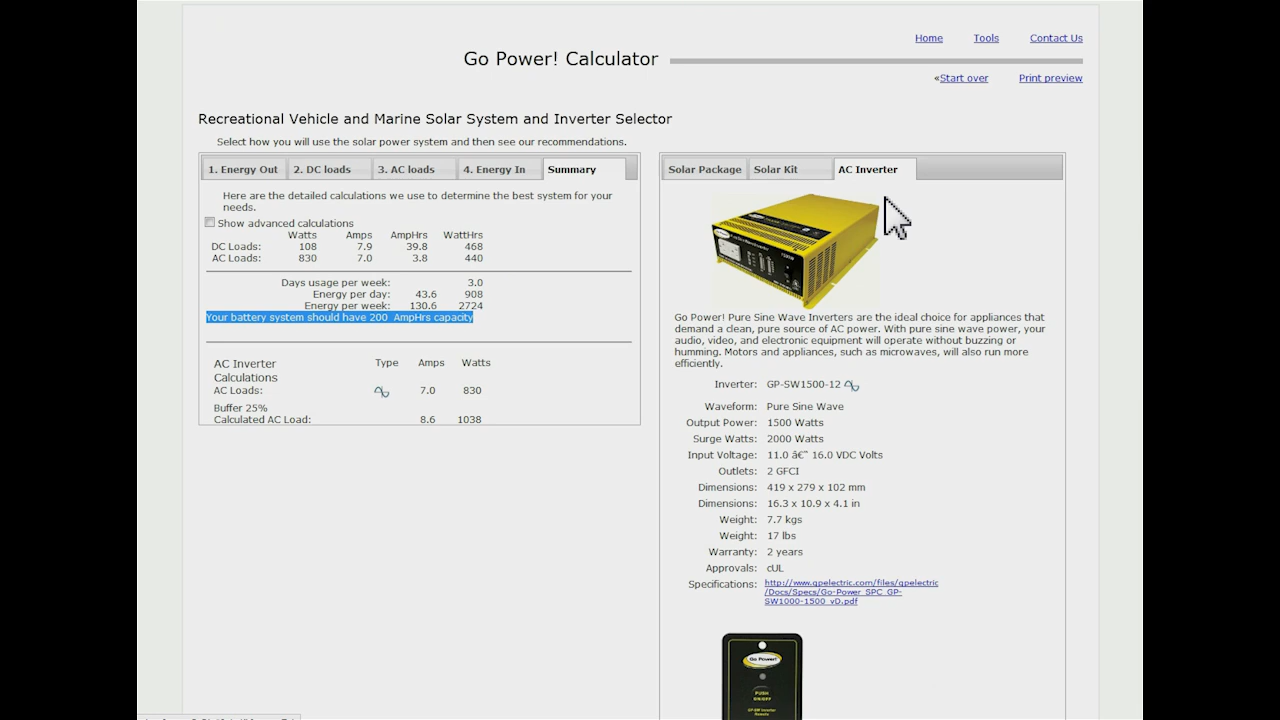 Home Tools Contact Us
Go Power! Calculator
«Start over Print preview
Recreational Vehicle and Marine Solar System and Inverter Selector
Select how you will use the solar power system and then see our recommendations.
1. Energy Out 2. DC loads 3. AC loads 4. Energy In Summary
Here are the detailed calculations we use to determine the best system for your
needs.
Show advanced calculations
Watts Amps AmpHrs WattHrs
DC Loads: 108 7.9 39.8 468
AC Loads: 830 7.0 3.8 440
Days usage per week: 3.0
Energy per day: 43.6 908
Energy per week: 130.6 2724
Your battery system should have 200 AmpHrs capacity
AC Inverter Type Amps Watts
Calculations
AC Loads: 7.0 830
Buffer 25%
Calculated AC Load: 8.6 1038
Solar Package Solar Kit AC Inverter
Go Power! Pure Sine Wave Inverters are the ideal choice for appliances that
demand a clean, pure source of AC power. With pure sine wave power, your
audio, video, and electronic equipment will operate without buzzing or
humming. Motors and appliances, such as microwaves, will also run more
efficiently.
Inverter: GP-SW1500-12
Waveform: Pure Sine Wave
Output Power: 1500 Watts
Surge Watts: 2000 Watts
Input Voltage: 11.0 â€˜ 16.0 VDC Volts
Outlets: 2 GFCI
Dimensions: 419 x 279 x 102 mm
Dimensions: 16.3 x 10.9 x 4.1 in
Weight: 7.7 kgs
Weight: 17 lbs
Warranty: 2 years
Approvals: cUL
Specifications: http://www.gpelectric.com/files/gpelectric
/Docs/Specs/Go-Power_SPC_GP-
SW1000-1500_vD.pdf
Go Power!
PUSH
ON/OFF